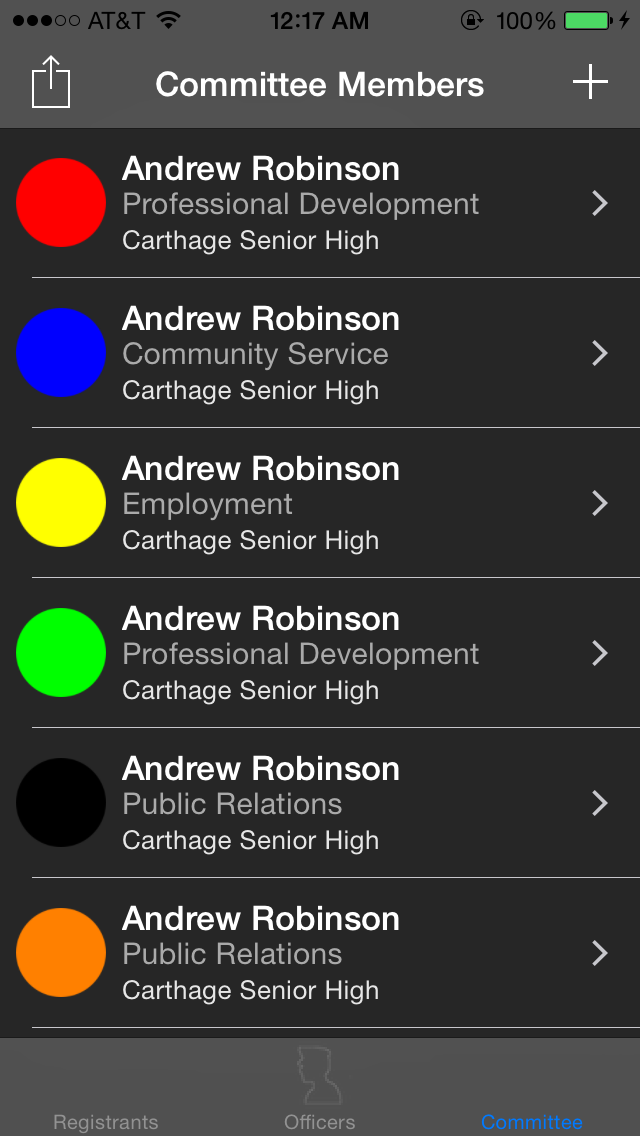 AT&T 12:17 AM 100%
Committee Members
Andrew Robinson
Professional Development
Carthage Senior High
Andrew Robinson
Community Service
Carthage Senior High
Andrew Robinson
Employment
Carthage Senior High
Andrew Robinson
Professional Development
Carthage Senior High
Andrew Robinson
Public Relations
Carthage Senior High
Andrew Robinson
Public Relations
Carthage Senior High
Registrants Officers Committee